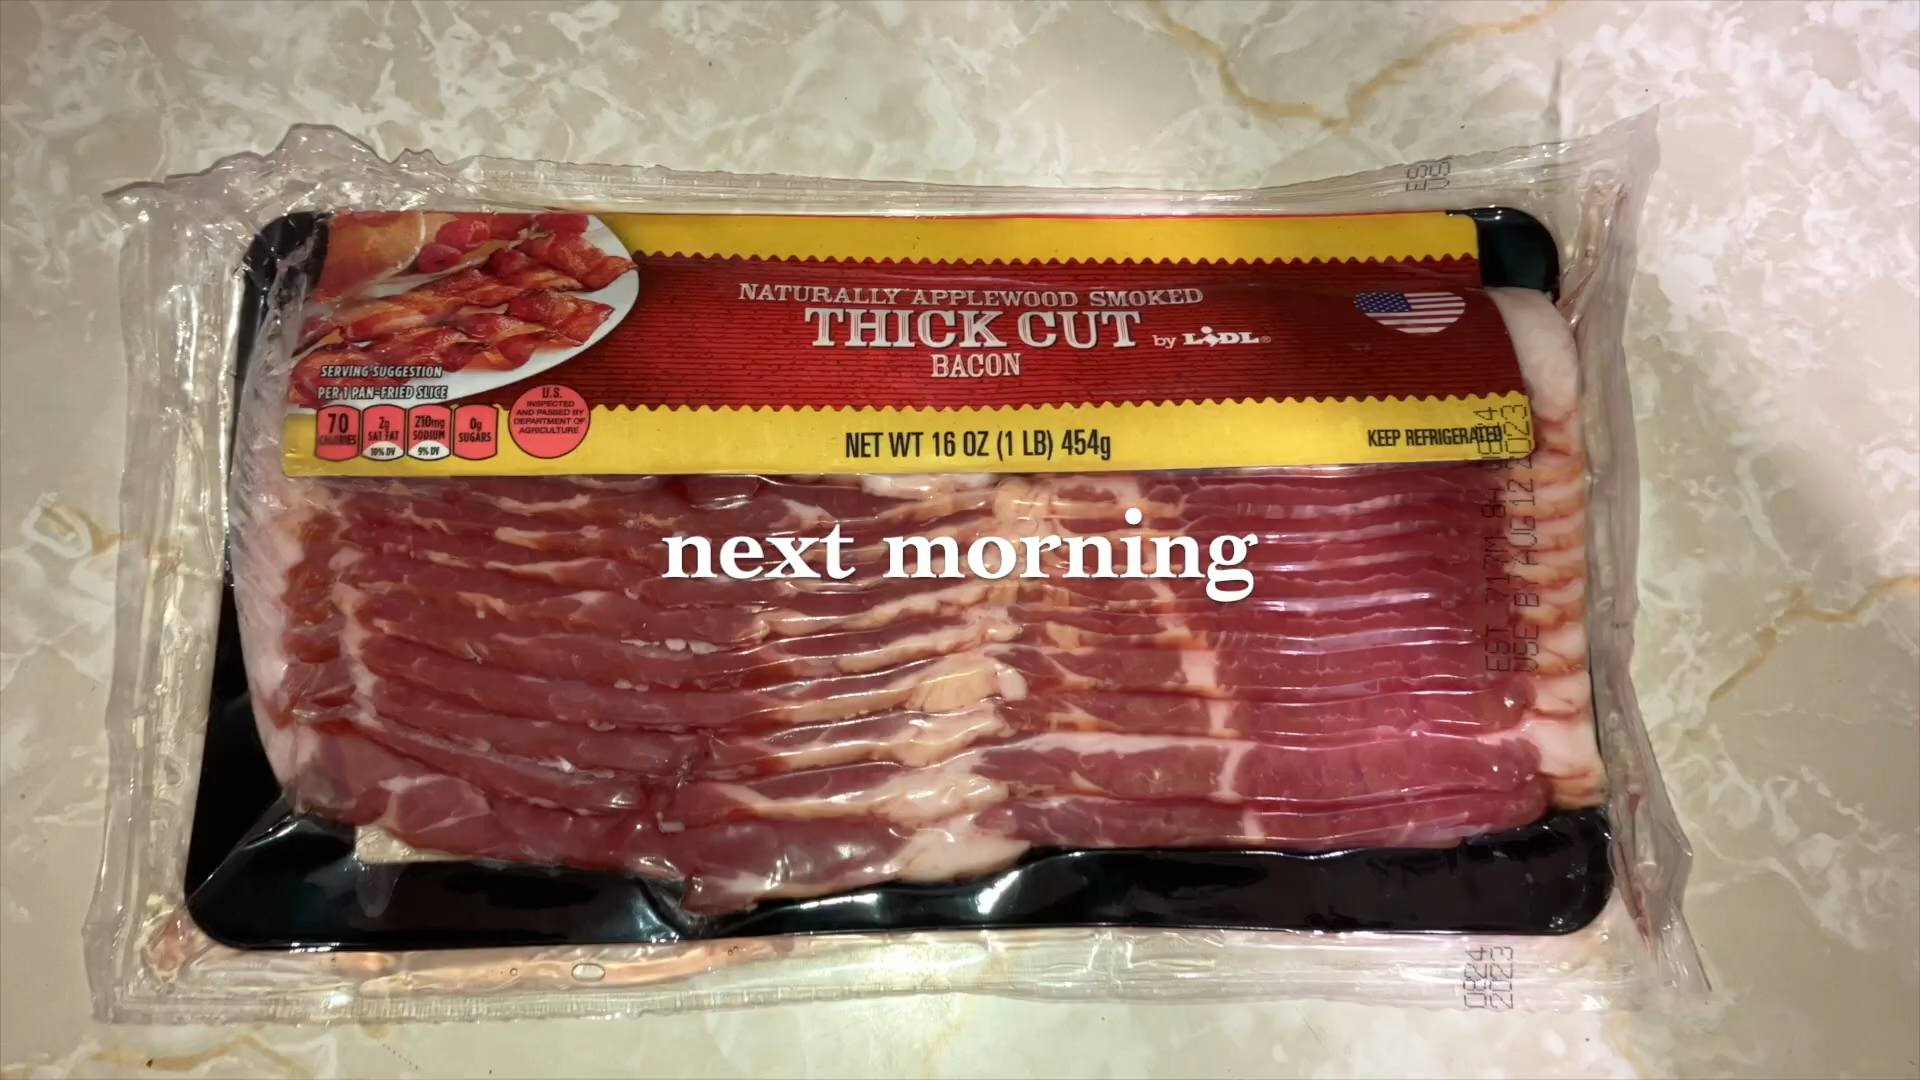 NATURALLY APPLEWOOD SMOKED
THICK CUT by LIDL®
BACON
SERVING SUGGESTION
PER 1 PAN-FRIED SLICE
70 CALORIES
2g SAT FAT 10% DV
210mg SODIUM 9% DV
0g SUGARS
U.S.
INSPECTED
AND PASSED BY
DEPARTMENT OF
AGRICULTURE
NET WT 16 OZ (1 LB) 454g
KEEP REFRIGERATED
next morning
USE BY AUG 12 2023
0824
2023